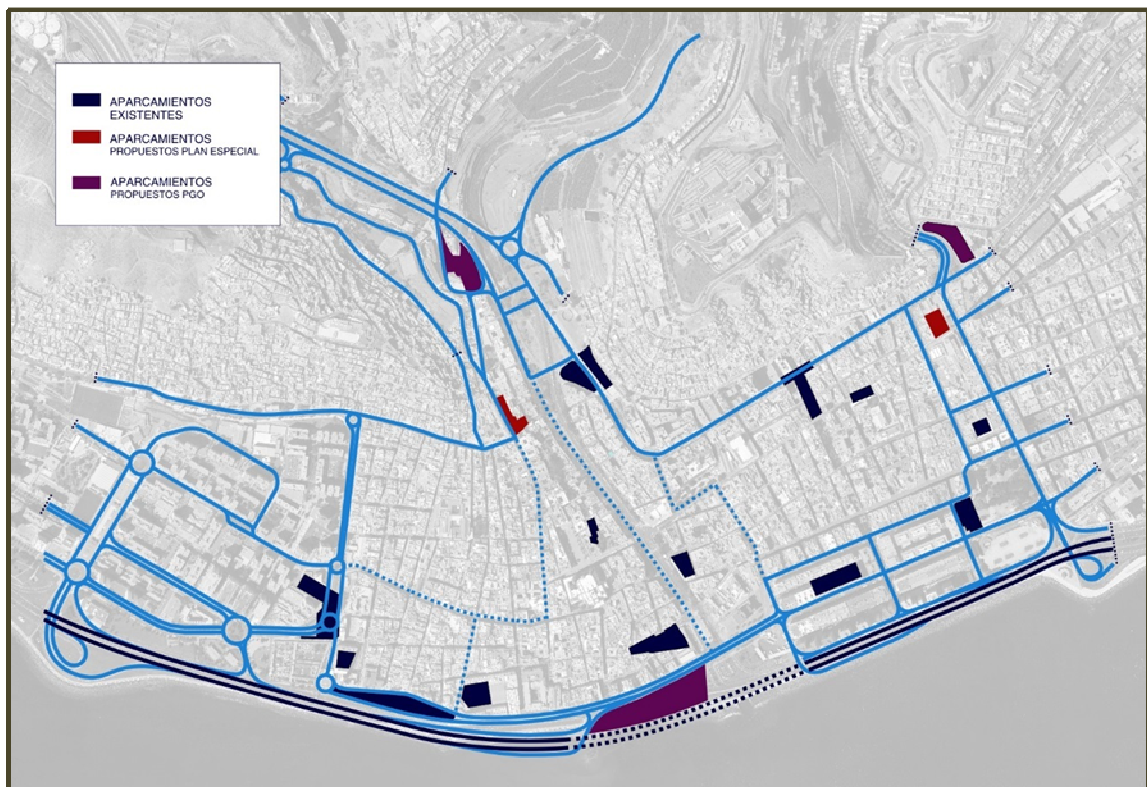 APARCAMIENTOS
EXISTENTES
APARCAMIENTOS
PROPUESTOS PLAN ESPECIAL
APARCAMIENTOS
PROPUESTOS PGO